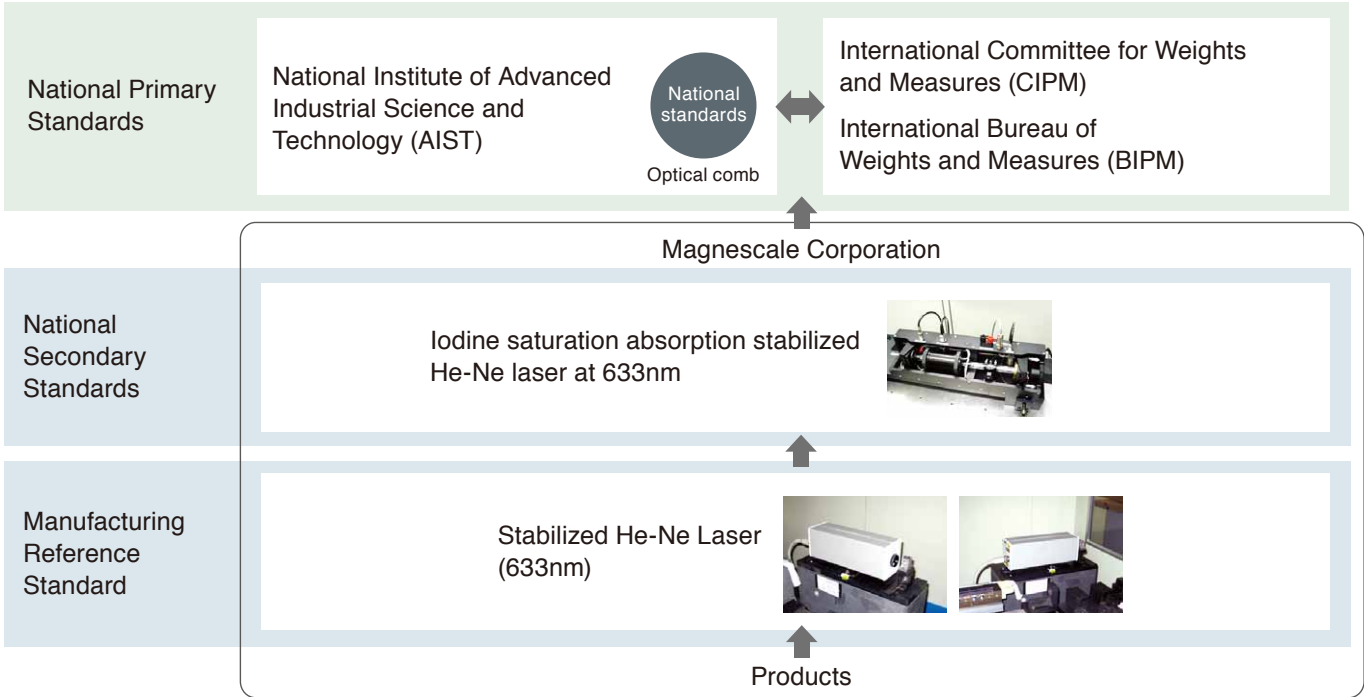 National Primary
Standards
National Institute of Advanced
Industrial Science and
Technology (AIST)
National
standards
Optical comb
International Committee for Weights
and Measures (CIPM)
International Bureau of
Weights and Measures (BIPM)
Magnescale Corporation
National
Secondary
Standards
Iodine saturation absorption stabilized
He-Ne laser at 633nm
Manufacturing
Reference
Standard
Stabilized He-Ne Laser
(633nm)
Products